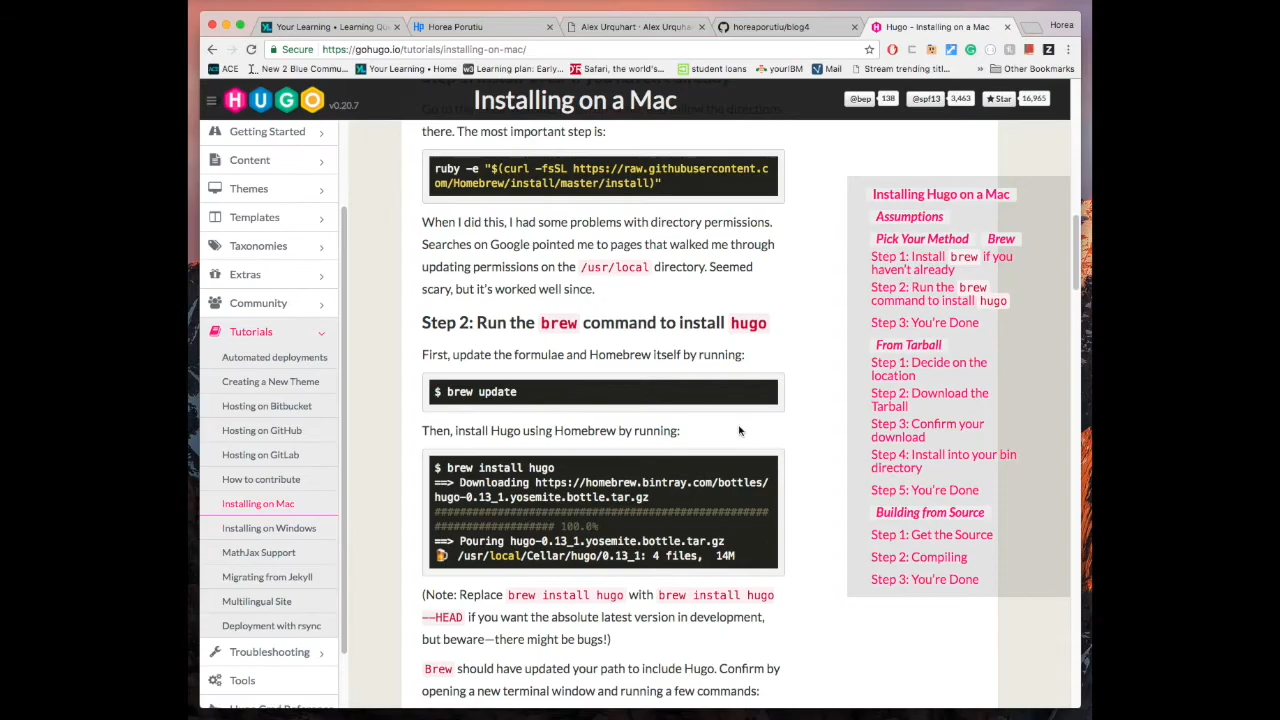 Your Learning • Learning Qu
Horea Porutiu
Alex Urquhart · Alex Urquhar
horeaporutiu/blog4
Hugo - Installing on a Mac
Horea
Secure
https://gohugo.io/tutorials/installing-on-mac/
ACE
New 2 Blue Commu…
Your Learning · Home
Learning plan: Early…
Safari, the world's…
student loans
yourIBM
Mail
Stream trending titl…
»
Other Bookmarks
HUGO
v0.20.7
Installing on a Mac
@bep 138
@spf13 3,463
Star 16,965
Getting Started
Content
Themes
Templates
Taxonomies
Extras
Community
Tutorials
Automated deployments
Creating a New Theme
Hosting on Bitbucket
Hosting on GitHub
Hosting on GitLab
How to contribute
Installing on Mac
Installing on Windows
MathJax Support
Migrating from Jekyll
Multilingual Site
Deployment with rsync
Troubleshooting
Tools
there. The most important step is:
ruby -e "$(curl -fsSL https://raw.githubusercontent.c
om/Homebrew/install/master/install)"
When I did this, I had some problems with directory permissions.
Searches on Google pointed me to pages that walked me through
updating permissions on the /usr/local directory. Seemed
scary, but it's worked well since.
Step 2: Run the brew command to install hugo
First, update the formulae and Homebrew itself by running:
$ brew update
Then, install Hugo using Homebrew by running:
$ brew install hugo
==> Downloading https://homebrew.bintray.com/bottles/
hugo-0.13_1.yosemite.bottle.tar.gz
#####################################################
################### 100.0%
==> Pouring hugo-0.13_1.yosemite.bottle.tar.gz
/usr/local/Cellar/hugo/0.13_1: 4 files, 14M
(Note: Replace brew install hugo with brew install hugo
--HEAD if you want the absolute latest version in development,
but beware—there might be bugs!)
Brew should have updated your path to include Hugo. Confirm by
opening a new terminal window and running a few commands:
Installing Hugo on a Mac
Assumptions
Pick Your Method
Brew
Step 1: Install brew if you
haven't already
Step 2: Run the brew
command to install hugo
Step 3: You're Done
From Tarball
Step 1: Decide on the
location
Step 2: Download the
Tarball
Step 3: Confirm your
download
Step 4: Install into your bin
directory
Step 5: You're Done
Building from Source
Step 1: Get the Source
Step 2: Compiling
Step 3: You're Done